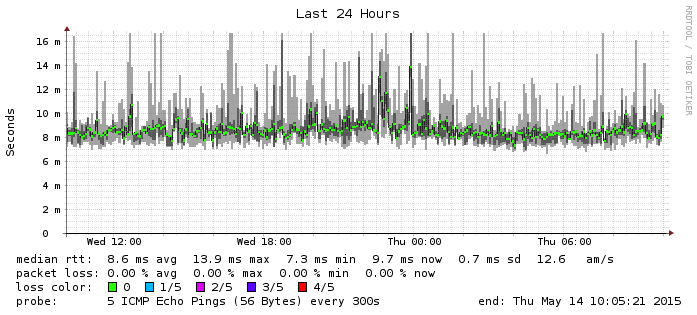 Last 24 Hours
RRDTOOL / TOBI OETIKER
Seconds
16 m
14 m
12 m
10 m
8 m
6 m
4 m
2 m
0
Wed 12:00 Wed 18:00 Thu 00:00 Thu 06:00
median rtt: 8.6 ms avg 13.9 ms max 7.3 ms min 9.7 ms now 0.7 ms sd 12.6 am/s
packet loss: 0.00 % avg 0.00 % max 0.00 % min 0.00 % now
loss color: 0 1/5 2/5 3/5 4/5
probe: 5 ICMP Echo Pings (56 Bytes) every 300s end: Thu May 14 10:05:21 2015